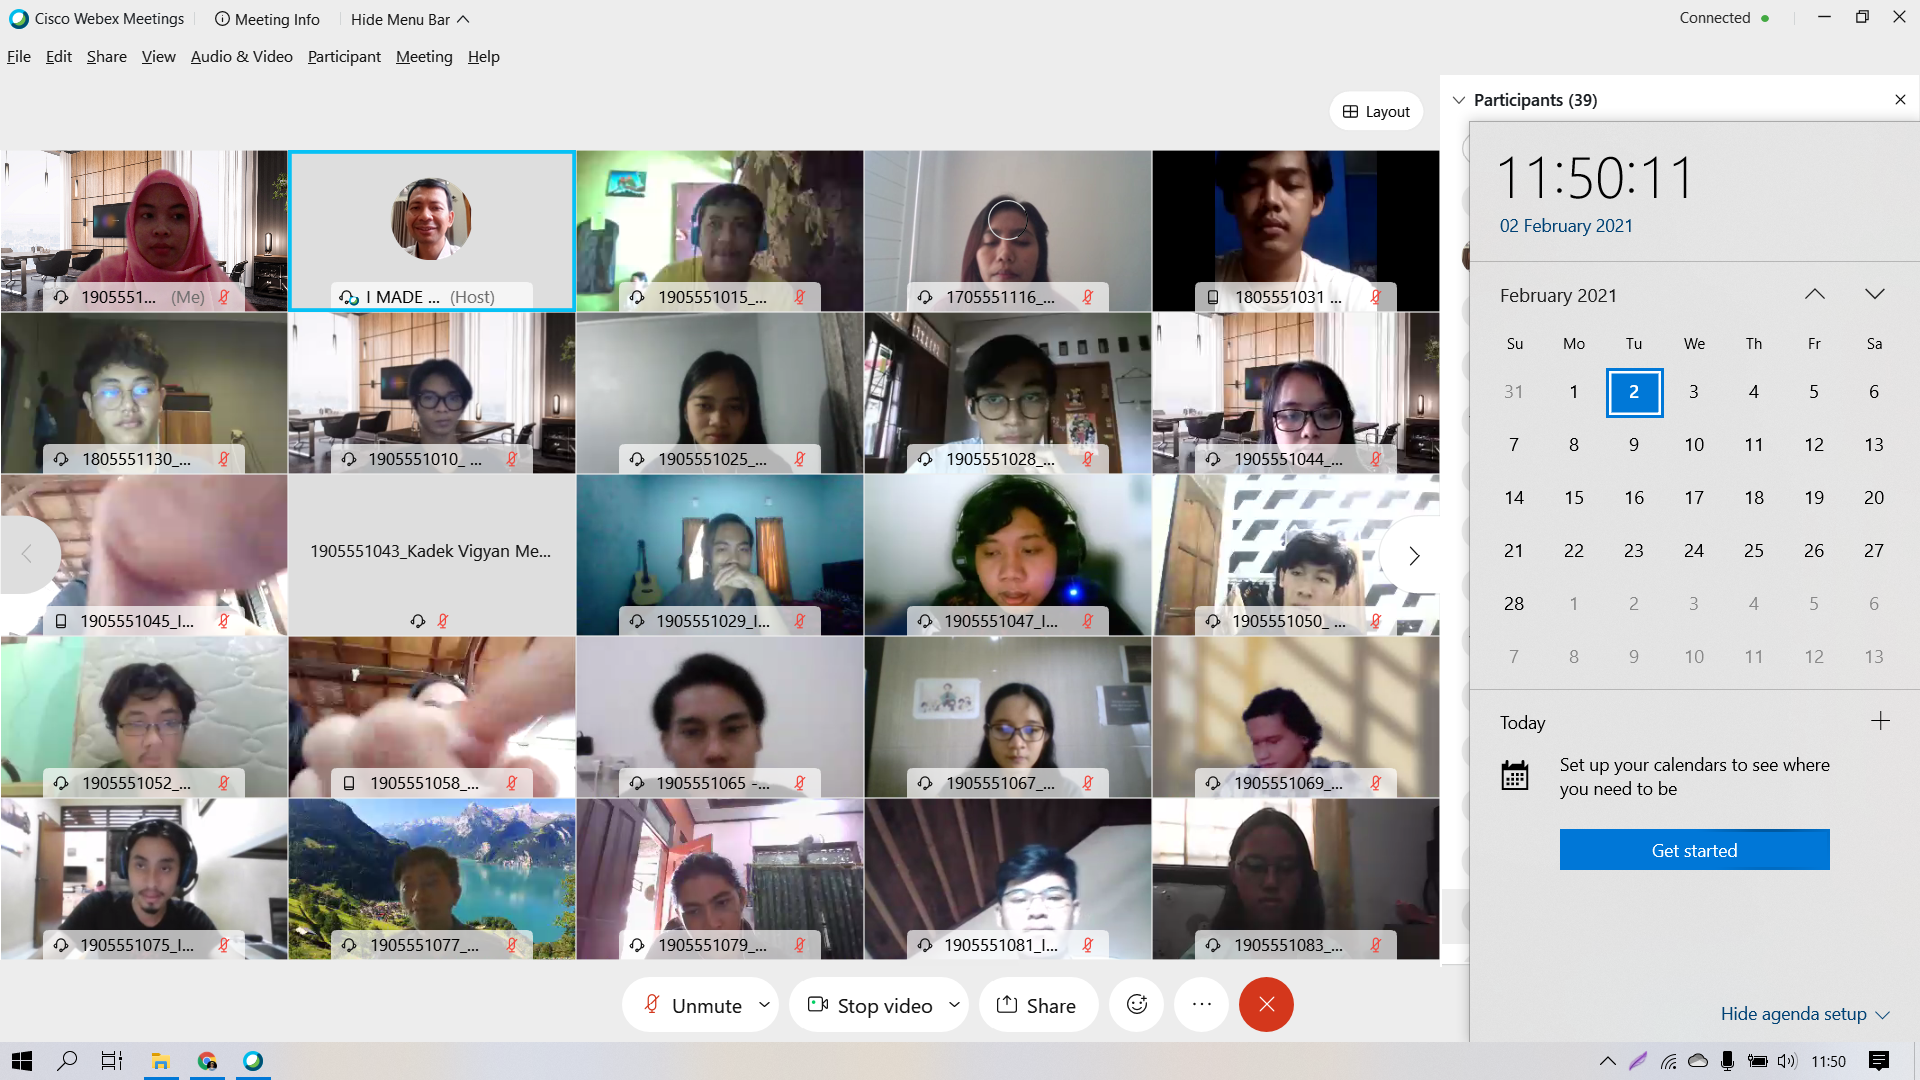 Cisco Webex Meetings
Meeting Info
Hide Menu Bar
Connected
File Edit Share View Audio & Video Participant Meeting Help
Layout
Participants (39)
1905551... (Me)
I MADE ... (Host)
1905551015_...
1705551116_...
1805551031 ...
1805551130_...
1905551010_ ...
1905551025_...
1905551028_...
1905551044_...
1905551045_I...
1905551043_Kadek Vigyan Me...
1905551029_I...
1905551047_I...
1905551050_ ...
1905551052_...
1905551058_...
1905551065 -...
1905551067_...
1905551069_...
1905551075_I...
1905551077_...
1905551079_...
1905551081_I...
1905551083_...
Unmute
Stop video
Share
11:50:11
02 February 2021
February 2021
Su Mo Tu We Th Fr Sa
31 1 2 3 4 5 6
7 8 9 10 11 12 13
14 15 16 17 18 19 20
21 22 23 24 25 26 27
28 1 2 3 4 5 6
7 8 9 10 11 12 13
Today
Set up your calendars to see where
you need to be
Get started
Hide agenda setup
11:50